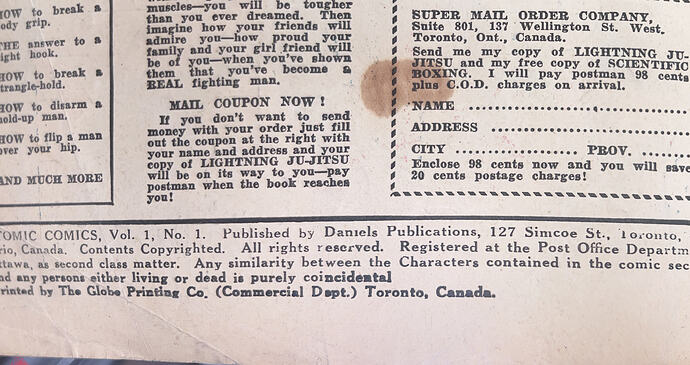 HOW to break a
body grip.
THE answer to a
right hook.
HOW to break a
strangle-hold.
HOW to disarm a
hold-up man.
HOW to flip a man
over your hip.
AND MUCH MORE
muscles—you will be tougher
than you ever dreamed. Then
imagine how your friends will
admire you—how proud your
family and your girl friend will
be of you—when you've shown
them that you've become a
REAL fighting man.
MAIL COUPON NOW!
If you don't want to send
money with your order just fill
out the coupon at the right with
your name and address and your
copy of LIGHTNING JU-JITSU
will be on its way to you—pay
postman when the book reaches
you!
SUPER MAIL ORDER COMPANY,
Suite 801, 137 Wellington St. West.
Toronto, Ont., Canada.
Send me my copy of LIGHTNING JU-
JITSU and my free copy of SCIENTIFIC
BOXING. I will pay postman 98 cents
plus C.O.D. charges on arrival.
NAME
ADDRESS
CITY PROV.
Enclose 98 cents now and you will save
20 cents postage charges!
TOMIC COMICS, Vol. 1, No. 1. Published by Daniels Publications, 127 Simcoe St., Toronto,
rio, Canada. Contents Copyrighted. All rights reserved. Registered at the Post Office Departm
ttawa, as second class matter. Any similarity between the Characters contained in the comic sec
nd any persons either living or dead is purely coincidental
rinted by The Globe Printing Co. (Commercial Dept.) Toronto, Canada.